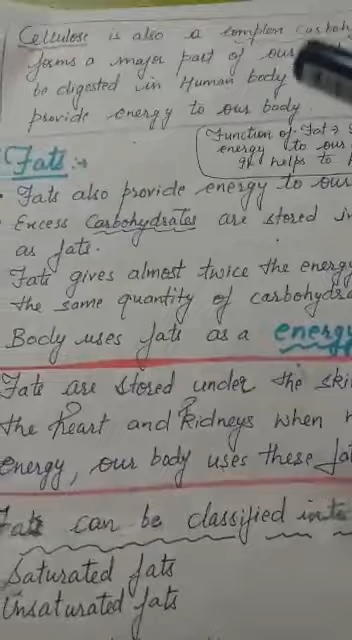 Cellulose is also a complex Carboh
forms a major part of our
be digested in Human body
provide energy to our body.
Function of Fat →
energy to our
helps to
Fats :→
Fats also provide energy to our
Excess Carbohydrates are stored in
as fats.
Fats gives almost twice the energy
the same quantity of carbohydra
Body uses fats as a energy
Fats are stored under the ski
the heart and kidneys when
energy, our body uses these fat
Fats can be classified into
Saturated fats
Unsaturated fats